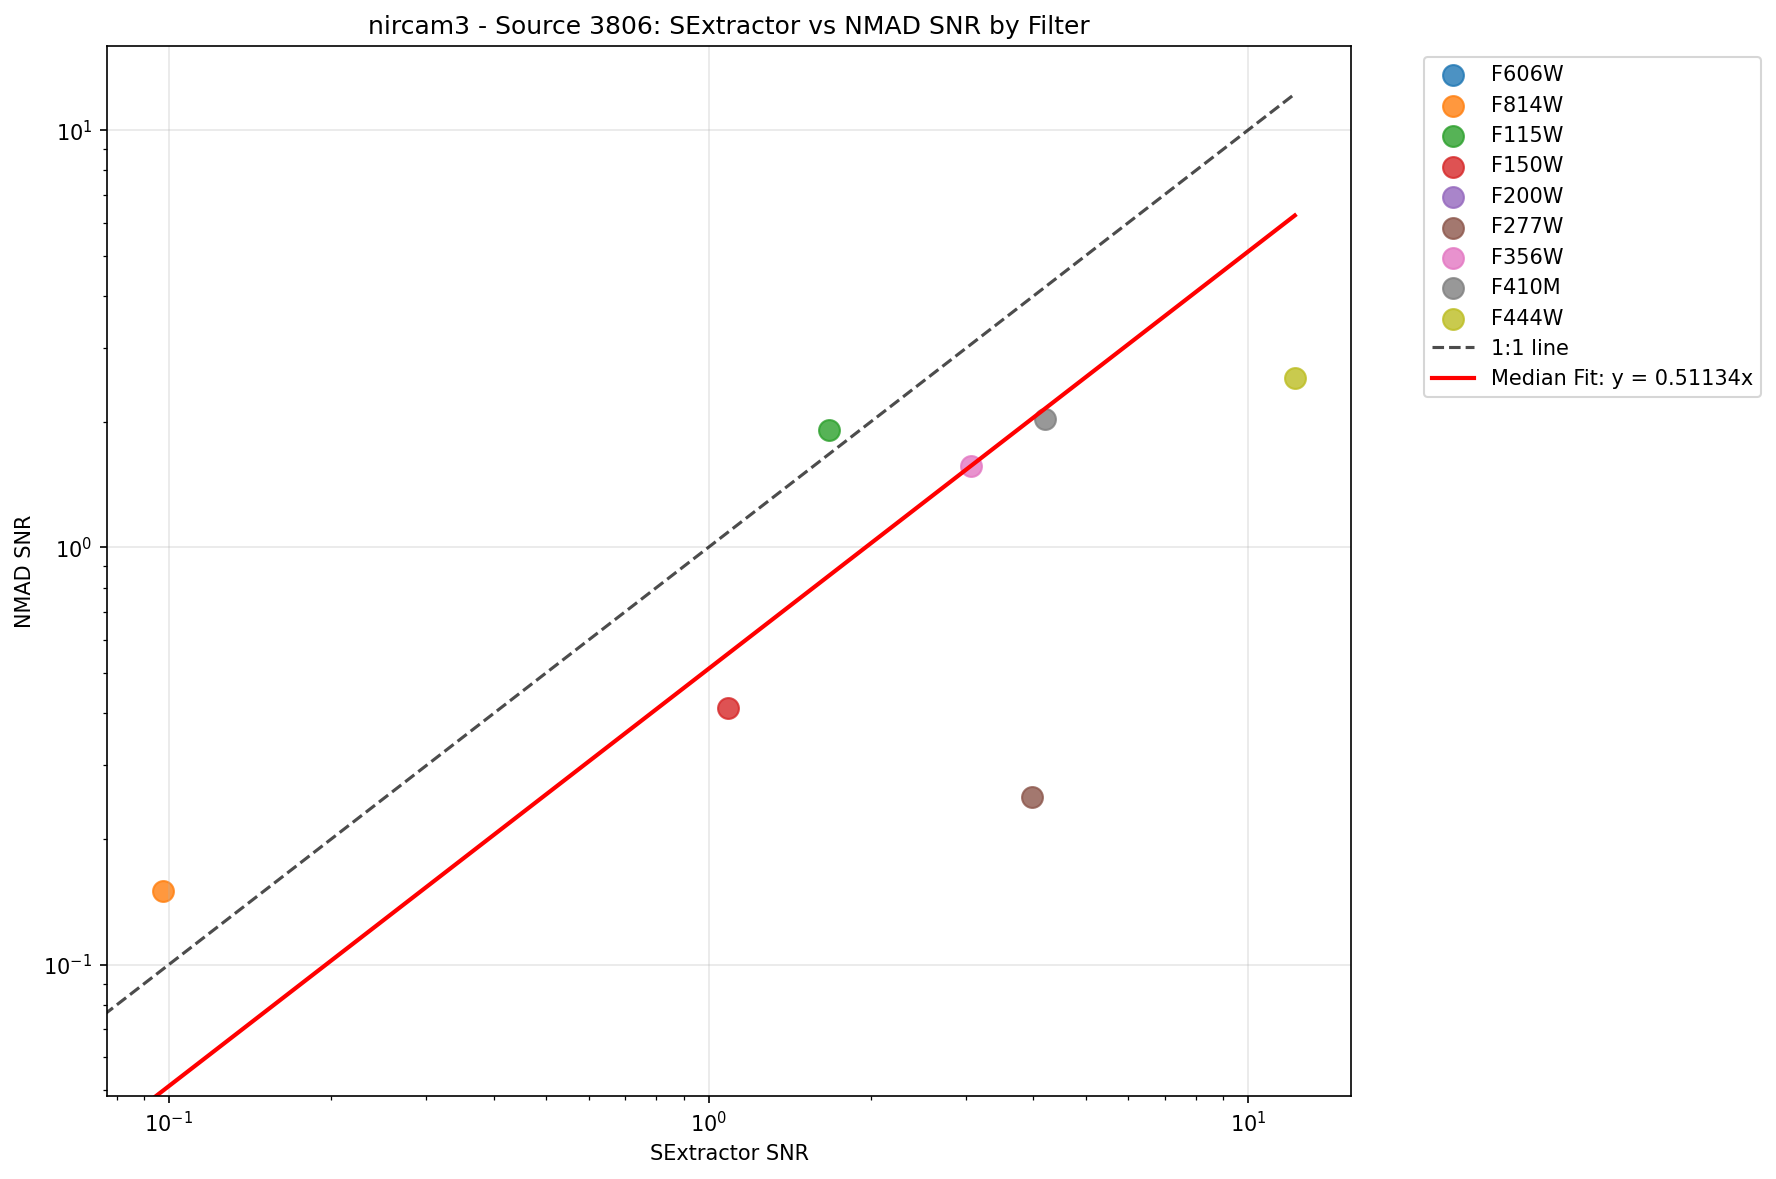 nircam3 - Source 3806: SExtractor vs NMAD SNR by Filter
NMAD SNR
10¹
10⁰
10⁻¹
10⁻¹ 10⁰ 10¹
SExtractor SNR
F606W
F814W
F115W
F150W
F200W
F277W
F356W
F410M
F444W
1:1 line
Median Fit: y = 0.51134x